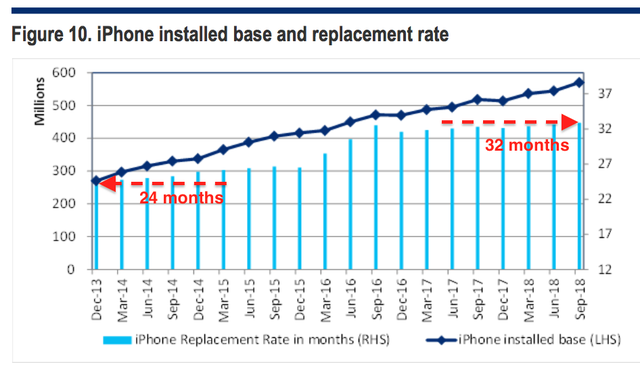 Figure 10. iPhone installed base and replacement rate
Millions
600
500
400
300
200
100
0
37
32
27
22
17
12
24 months
32 months
Dec-13
Mar-14
Jun-14
Sep-14
Dec-14
Mar-15
Jun-15
Sep-15
Dec-15
Mar-16
Jun-16
Sep-16
Dec-16
Mar-17
Jun-17
Sep-17
Dec-17
Mar-18
Jun-18
Sep-18
iPhone Replacement Rate in months (RHS)
iPhone installed base (LHS)